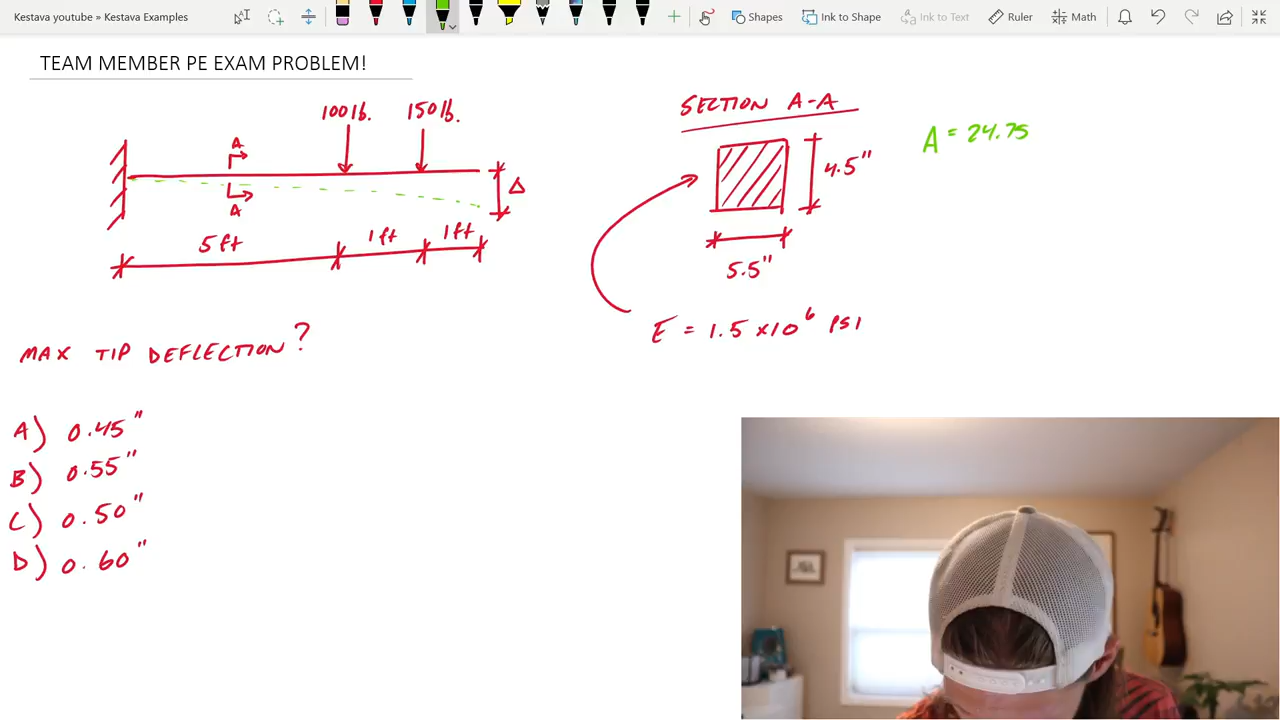 Kestava youtube » Kestava Examples
Shapes
Ink to Shape
Ink to Text
Ruler
Math
TEAM MEMBER PE EXAM PROBLEM!
100 lb. 150 lb.
A
A
Δ
5 ft 1 ft 1 ft
SECTION A-A
4.5"
5.5"
E = 1.5 x10⁶ PSI
A = 24.75
MAX TIP DEFLECTION?
A) 0.45"
B) 0.55"
C) 0.50"
D) 0.60"